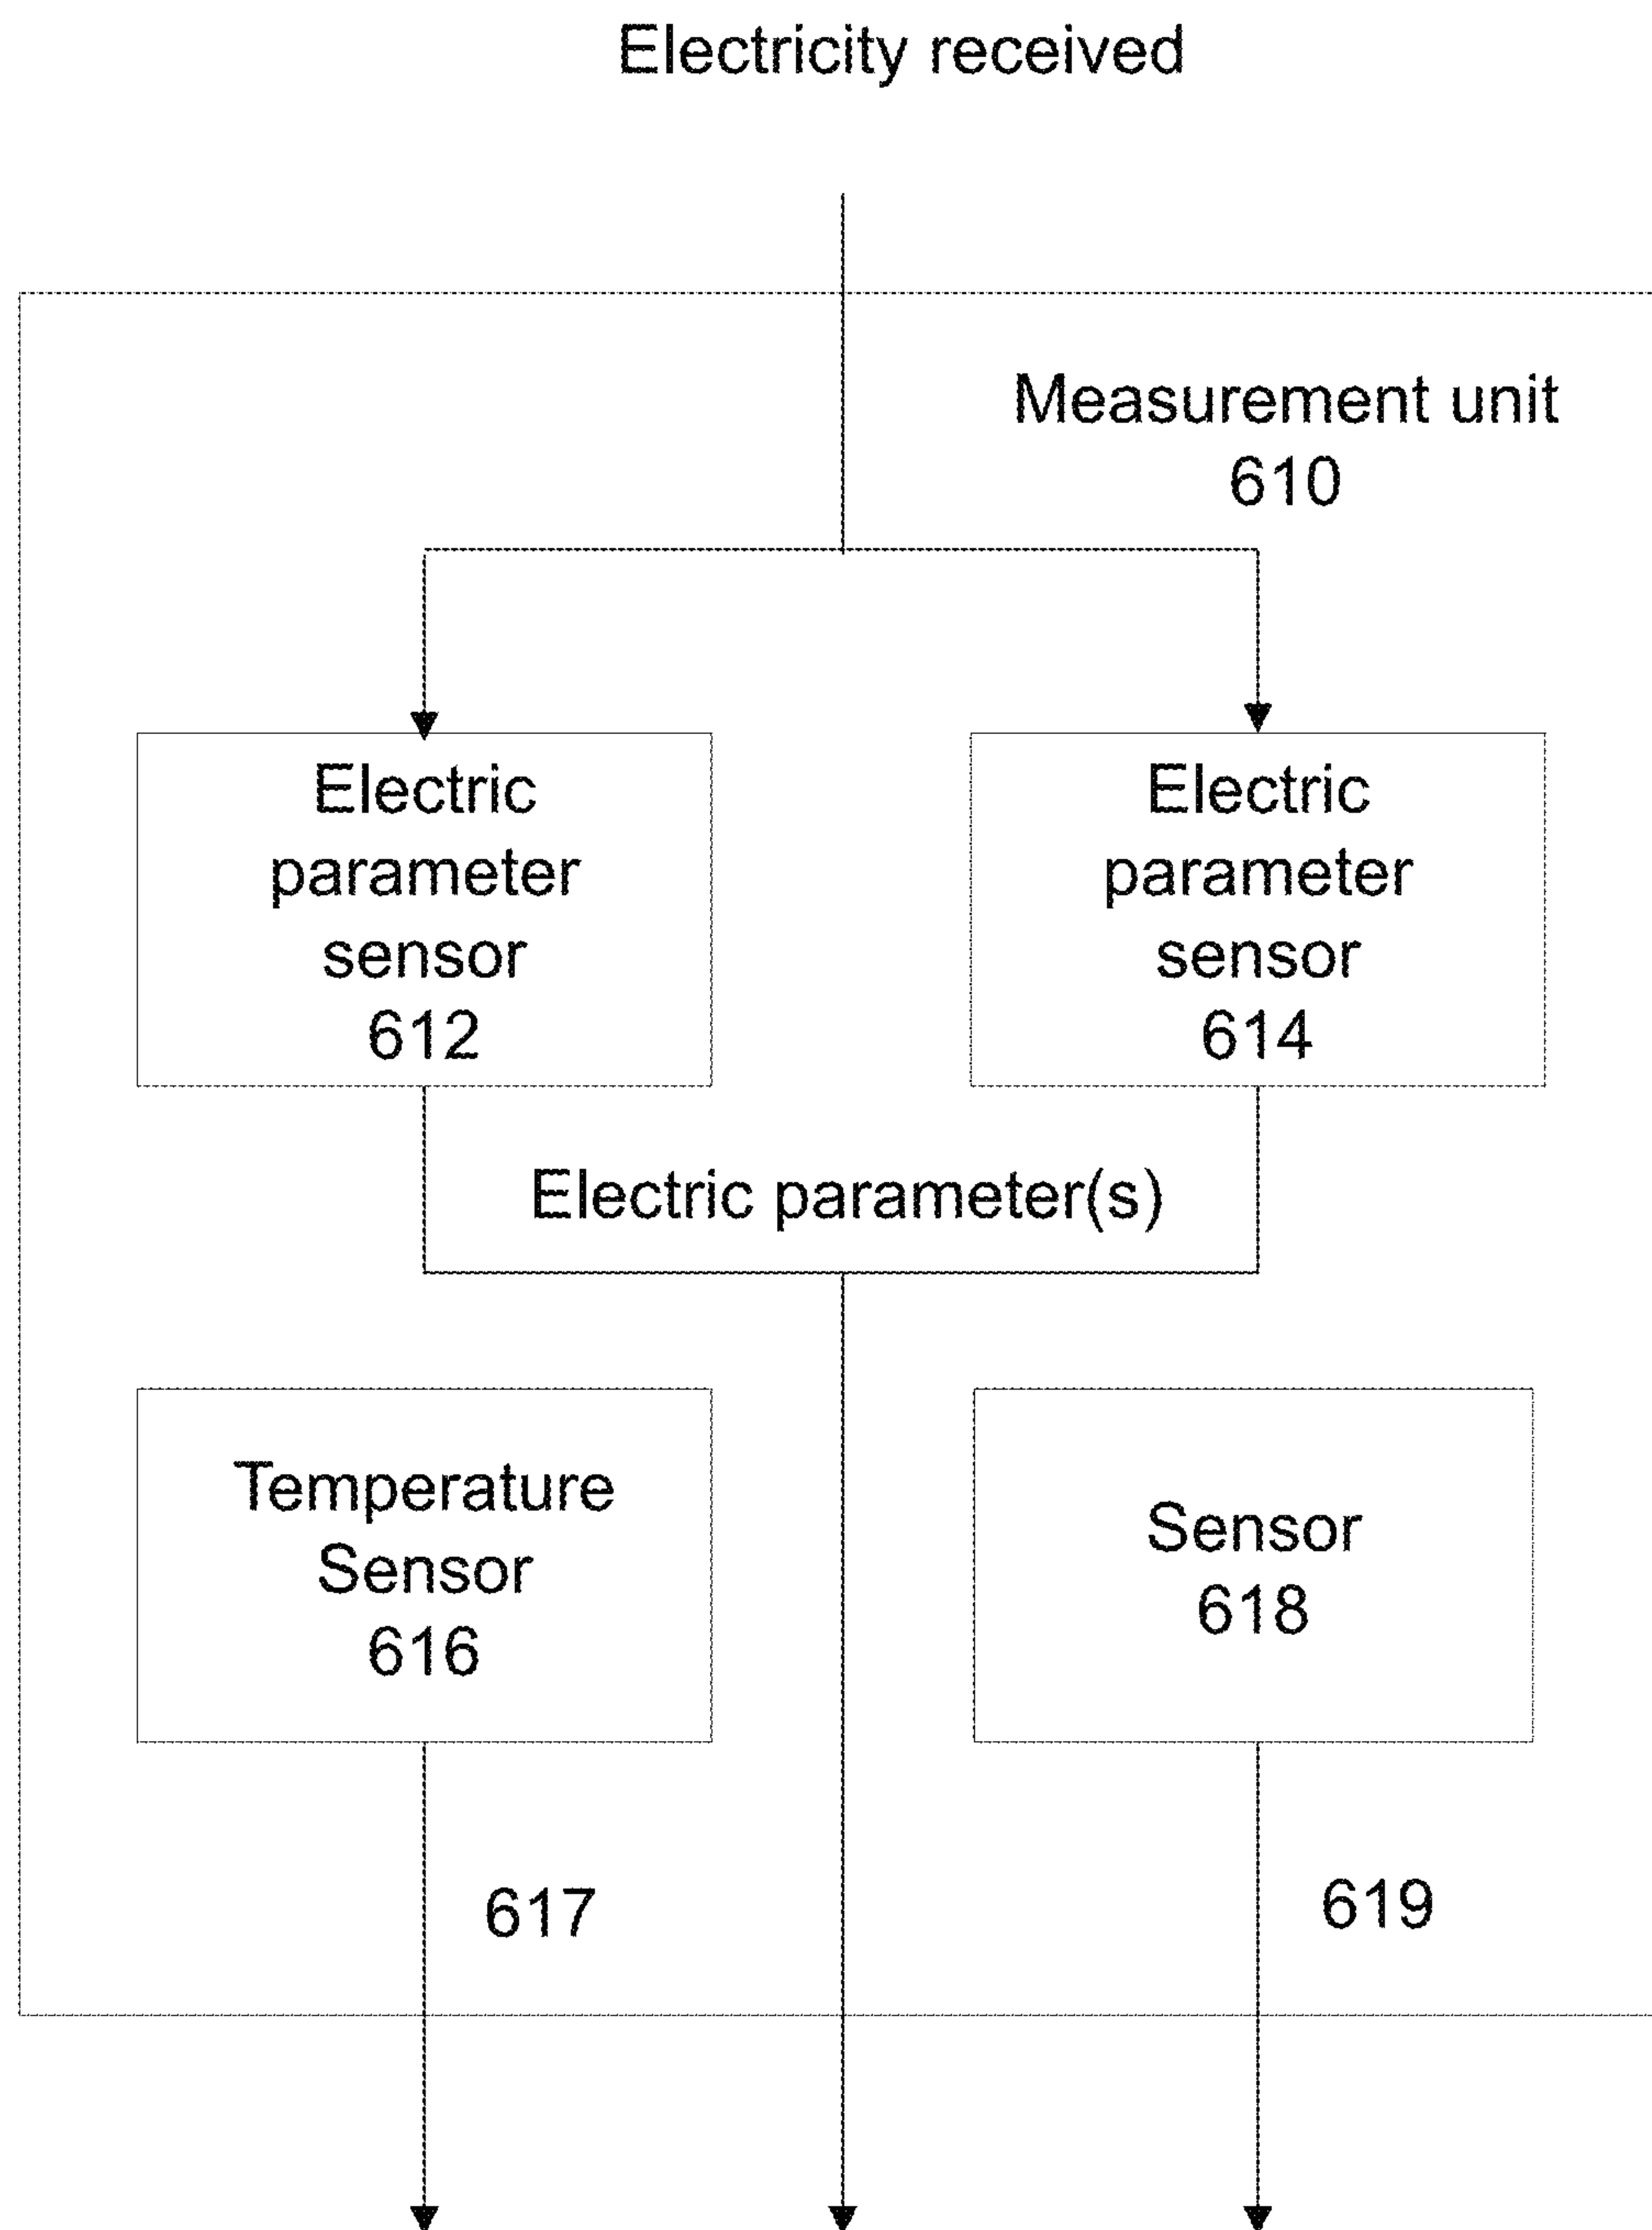 Electricity received
Measurement unit
610
Electric
parameter
sensor
612
Electric
parameter
sensor
614
Electric parameter(s)
Temperature
Sensor
616
Sensor
618
617
619